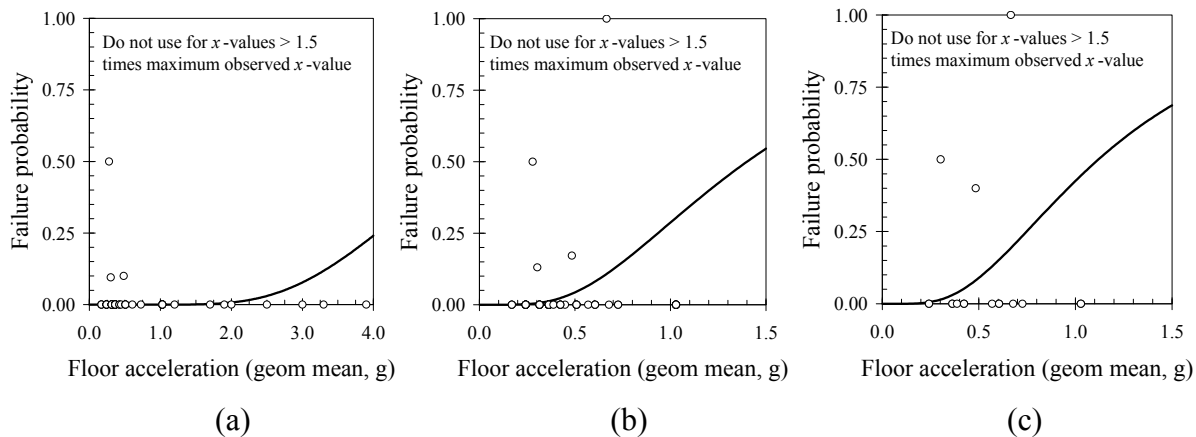 1.00
0.75
0.50
0.25
0.00
Failure probability
Do not use for x-values > 1.5
times maximum observed x-value
0.0 1.0 2.0 3.0 4.0
Floor acceleration (geom mean, g)
(a)
1.00
0.75
0.50
0.25
0.00
Failure probability
Do not use for x-values > 1.5
times maximum observed x-value
0.0 0.5 1.0 1.5
Floor acceleration (geom mean, g)
(b)
1.00
0.75
0.50
0.25
0.00
Failure probability
Do not use for x-values > 1.5
times maximum observed x-value
0.0 0.5 1.0 1.5
Floor acceleration (geom mean, g)
(c)